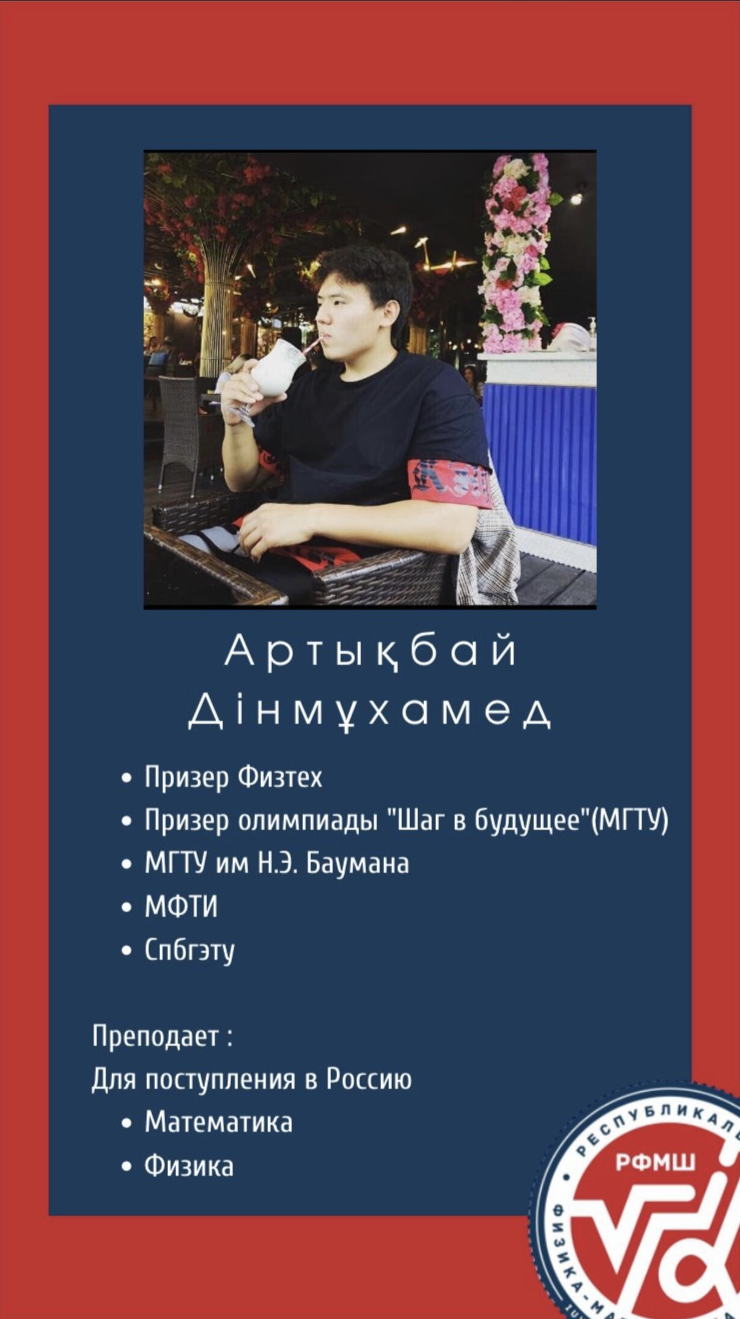 Артықбай
Дінмұхамед
• Призер Физтех
• Призер олимпиады "Шаг в будущее"(МГТУ)
• МГТУ им Н.Э. Баумана
• МФТИ
• Спбгэту
Преподает :
Для поступления в Россию
• Математика
• Физика
РФМШ